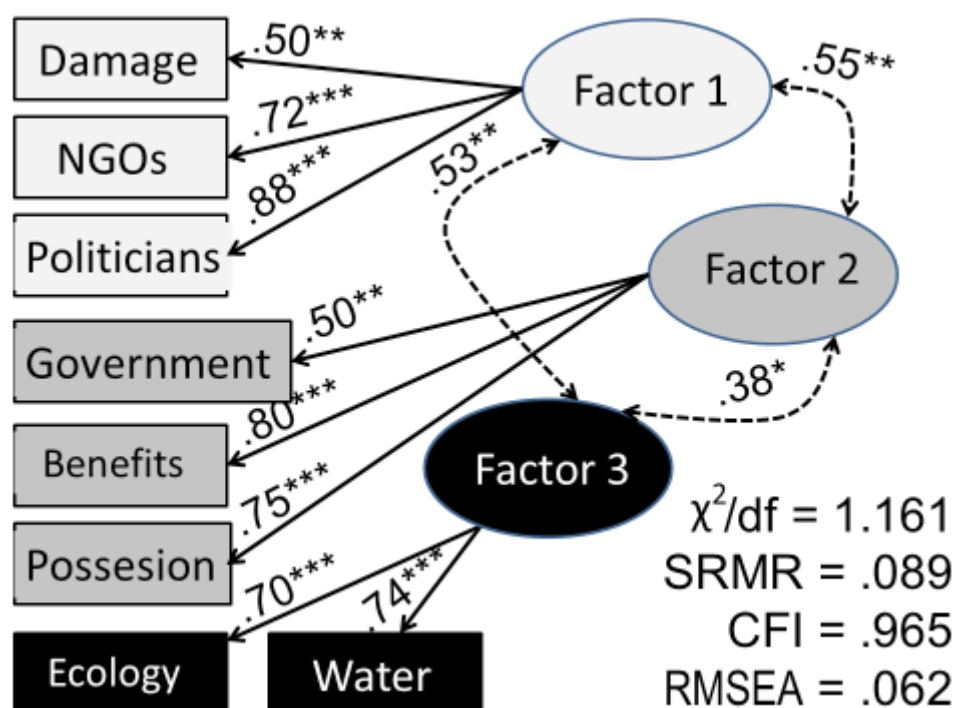 Damage
.50**
Factor 1
.55**
NGOs
.72***
.88***
.53**
Politicians
Factor 2
.50**
Government
.80***
.38*
Benefits
Factor 3
.75***
Possesion
.70***
.74***
Ecology
Water
χ²/df = 1.161
SRMR = .089
CFI = .965
RMSEA = .062